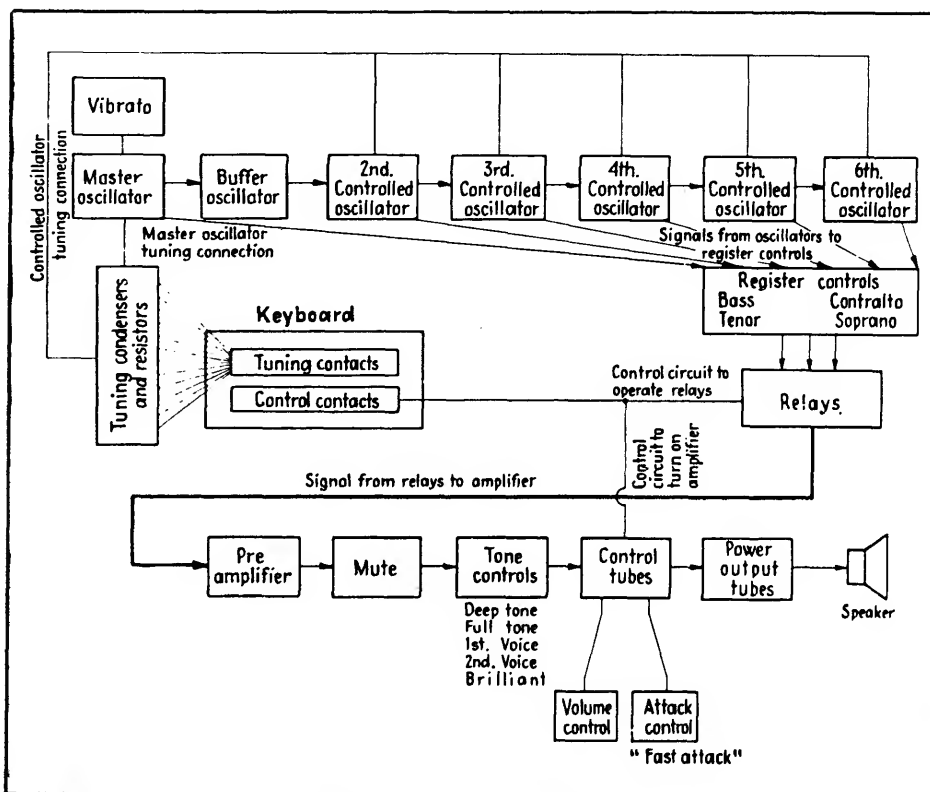 Vibrato
Master
oscillator
Buffer
oscillator
2nd.
Controlled
oscillator
3rd.
Controlled
oscillator
4th.
Controlled
oscillator
5th.
Controlled
oscillator
6th.
Controlled
oscillator
Controlled oscillator
tuning connection
Master oscillator
tuning connection
Signals from oscillators to
register controls
Register controls
Bass Contralto
Tenor Soprano
Tuning condensers
and resistors
Keyboard
Tuning contacts
Control contacts
Control circuit to
operate relays
Relays
Control
circuit to
turn on
amplifier
Signal from relays to amplifier
Pre
amplifier
Mute
Tone
controls
Control
tubes
Power
output
tubes
Speaker
Deep tone
Full tone
1st. Voice
2nd. Voice
Brilliant
Volume
control
Attack
control
"Fast attack"